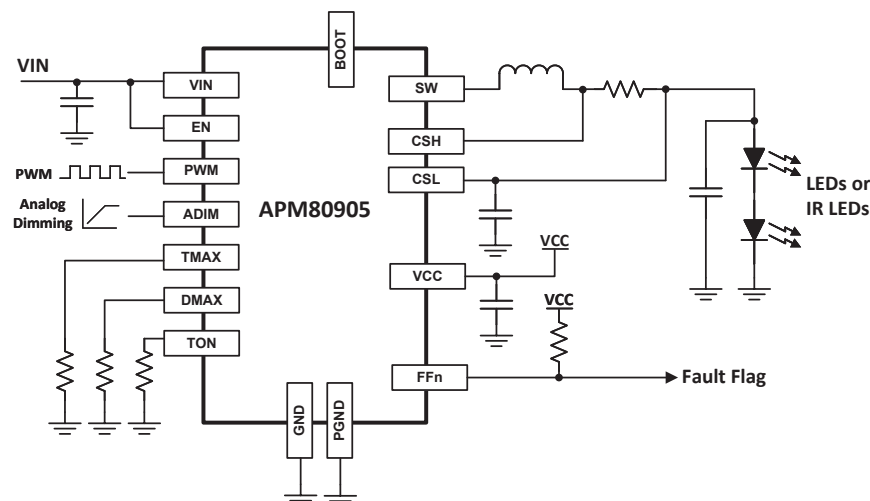 VIN
VIN
EN
PWM
PWM
Analog
Dimming
ADIM
TMAX
DMAX
TON
BOOT
APM80905
GND
PGND
SW
CSH
CSL
VCC
VCC
VCC
FFn
Fault Flag
LEDs or
IR LEDs